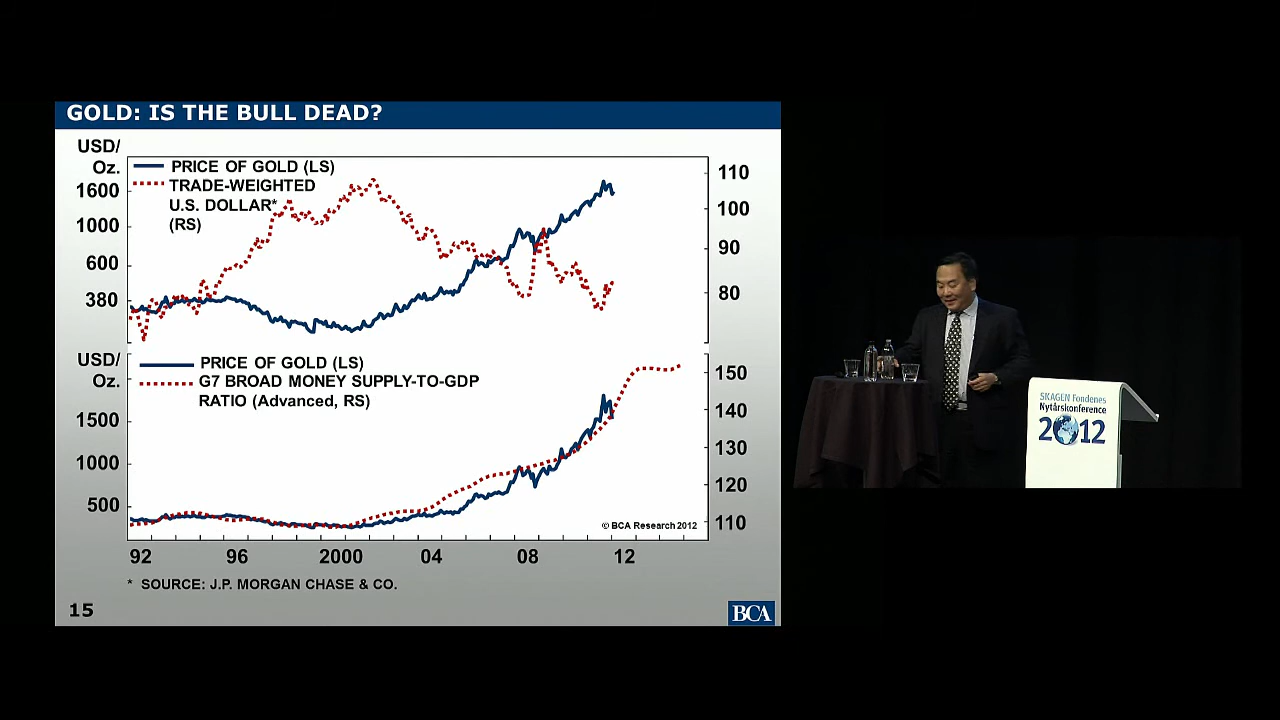 GOLD: IS THE BULL DEAD?
USD/
Oz.
1600
1000
600
380
PRICE OF GOLD (LS)
TRADE-WEIGHTED
U.S. DOLLAR*
(RS)
110
100
90
80
USD/
Oz.
1500
1000
500
PRICE OF GOLD (LS)
G7 BROAD MONEY SUPPLY-TO-GDP
RATIO (Advanced, RS)
150
140
130
120
110
© BCA Research 2012
92 96 2000 04 08 12
* SOURCE: J.P. MORGAN CHASE & CO.
15
BCA
SKAGEN Fondenes
Nytårskonference
2012